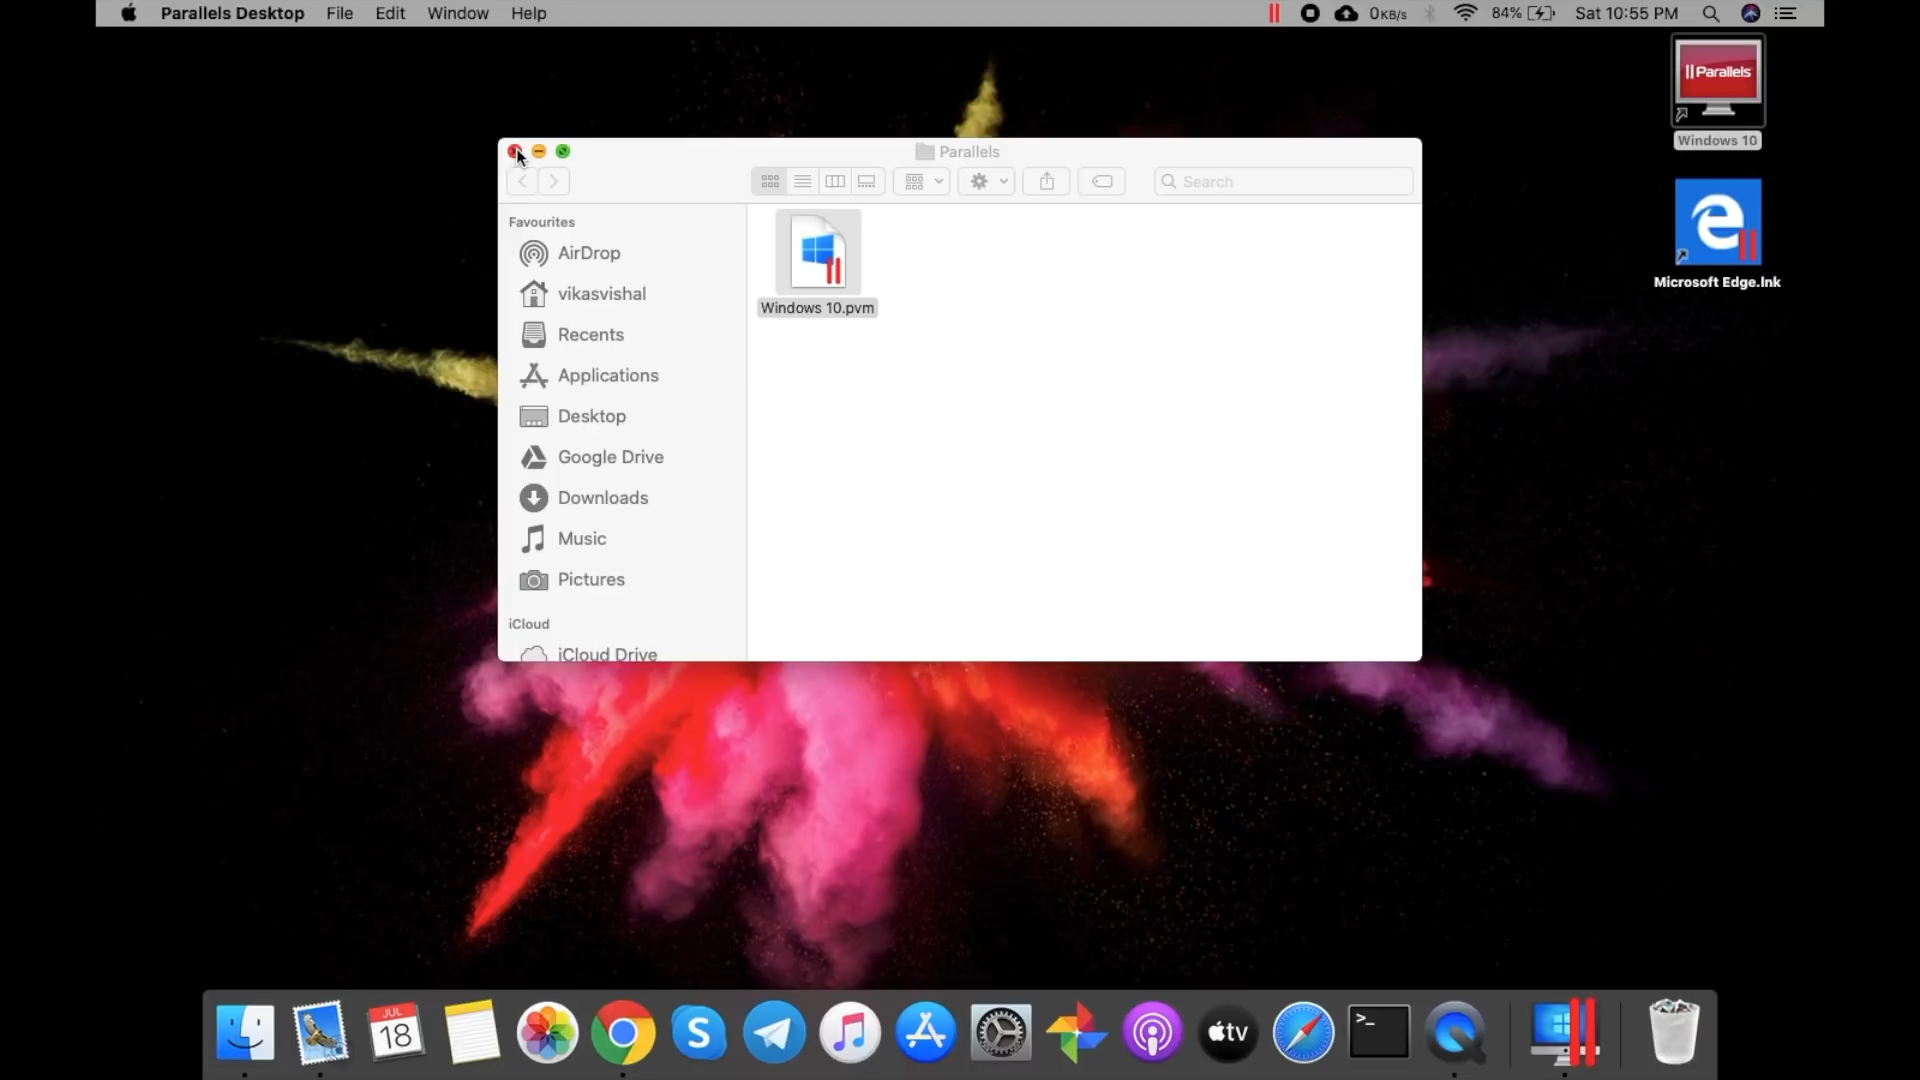 Parallels Desktop File Edit Window Help 0KB/s 84% Sat 10:55 PM
Parallels
Windows 10
Microsoft Edge.lnk
Parallels
Search
Favourites
AirDrop
vikasvishal
Recents
Applications
Desktop
Google Drive
Downloads
Music
Pictures
iCloud
iCloud Drive
Windows 10.pvm
JUL
18
S
tv
>_